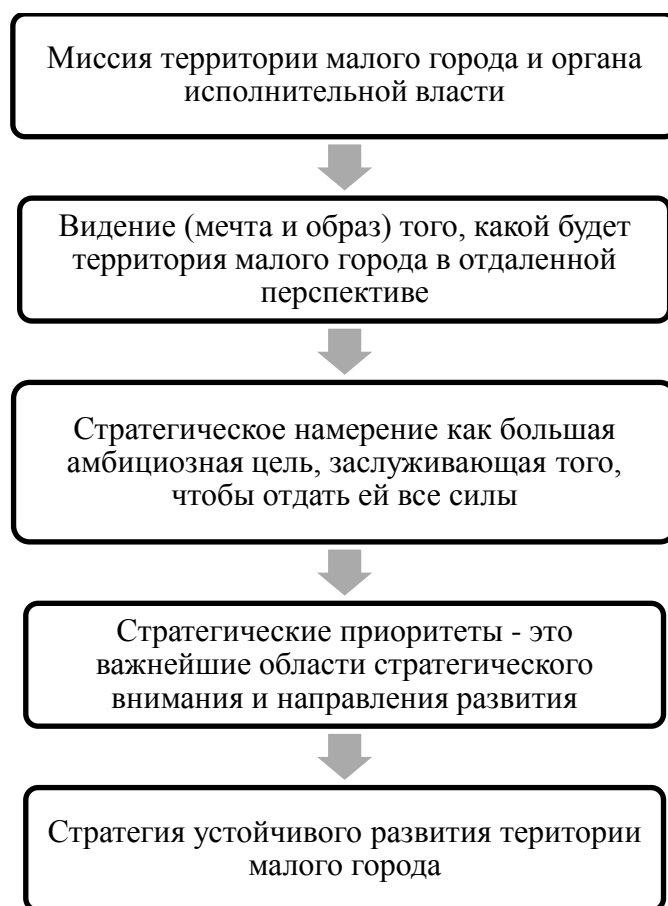 Миссия территории малого города и органа
исполнительной власти
Видение (мечта и образ) того, какой будет
территория малого города в отдаленной
перспективе
Стратегическое намерение как большая
амбициозная цель, заслуживающая того,
чтобы отдать ей все силы
Стратегические приоритеты - это
важнейшие области стратегического
внимания и направления развития
Стратегия устойчивого развития територии
малого города